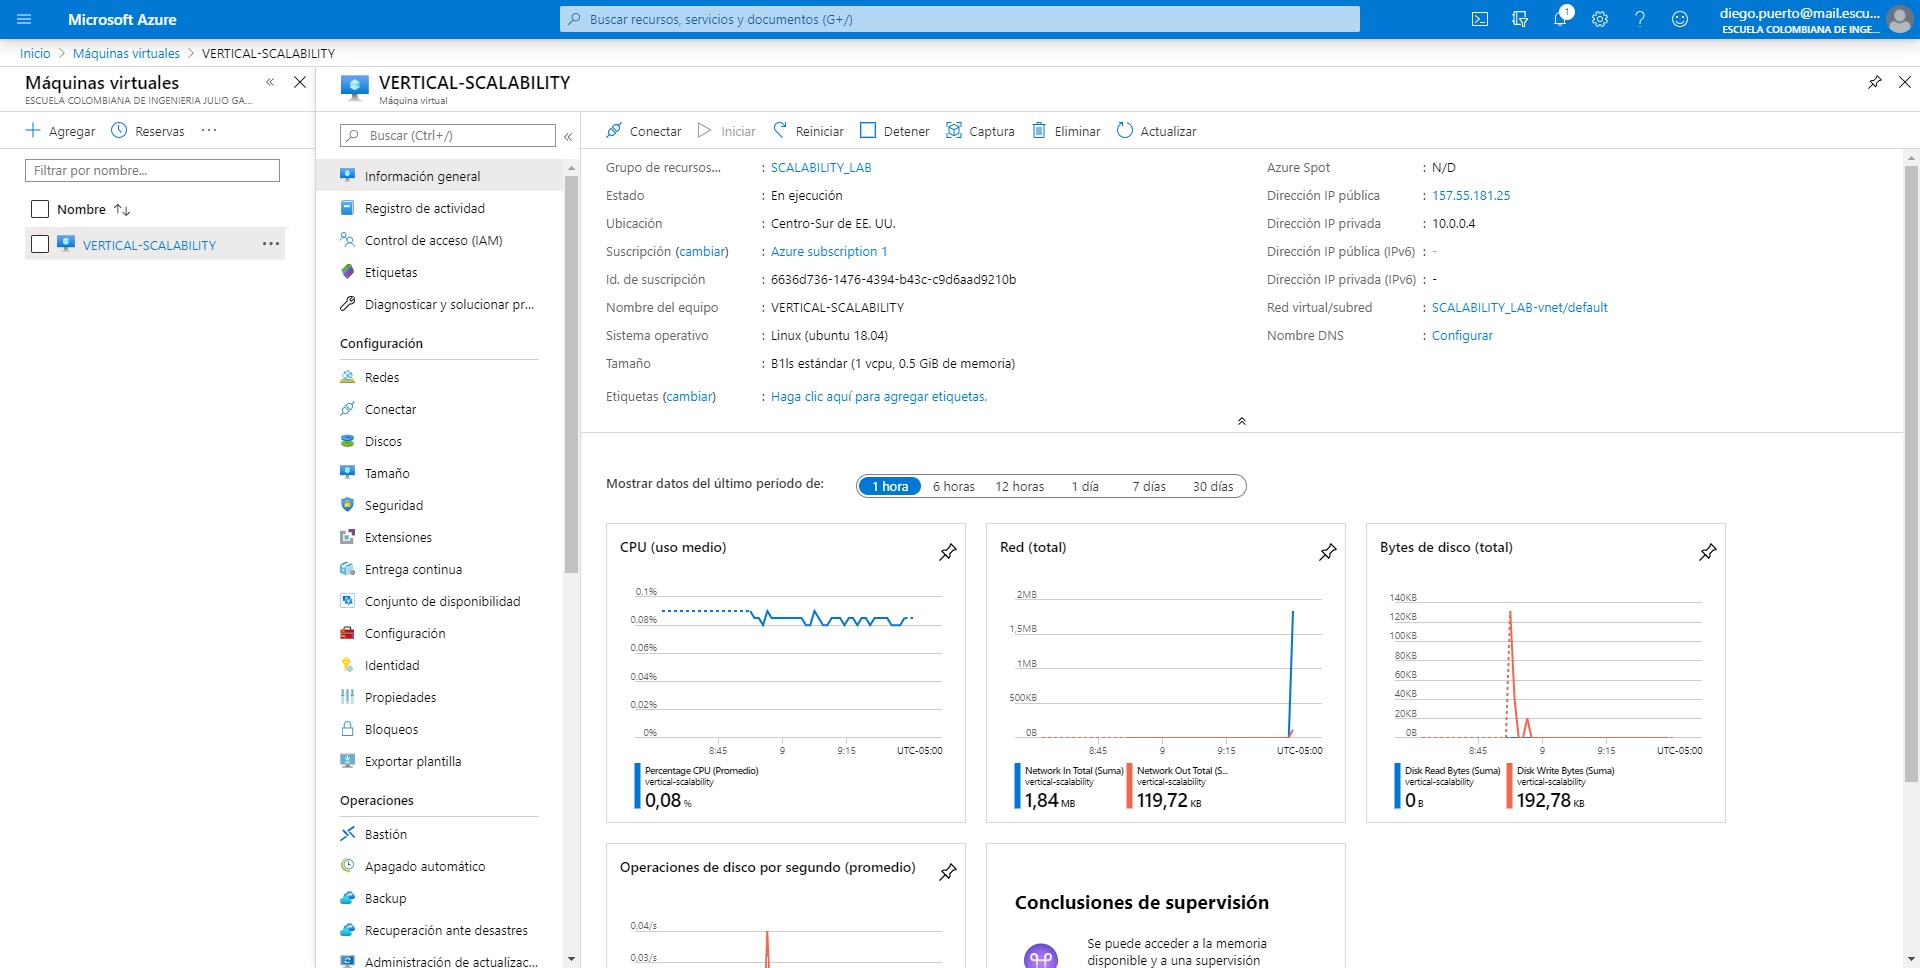 Microsoft Azure
Buscar recursos, servicios y documentos (G+/)
1
diego.puerto@mail.escu...
ESCUELA COLOMBIANA DE INGE...
Inicio > Máquinas virtuales > VERTICAL-SCALABILITY
Máquinas virtuales
ESCUELA COLOMBIANA DE INGENIERIA JULIO GA...
Agregar
Reservas
Filtrar por nombre...
Nombre
VERTICAL-SCALABILITY
VERTICAL-SCALABILITY
Máquina virtual
Buscar (Ctrl+/)
Información general
Registro de actividad
Control de acceso (IAM)
Etiquetas
Diagnosticar y solucionar pr...
Configuración
Redes
Conectar
Discos
Tamaño
Seguridad
Extensiones
Entrega continua
Conjunto de disponibilidad
Configuración
Identidad
Propiedades
Bloqueos
Exportar plantilla
Operaciones
Bastión
Apagado automático
Backup
Recuperación ante desastres
Administración de actualizac...
Conectar
Iniciar
Reiniciar
Detener
Captura
Eliminar
Actualizar
Grupo de recursos... : SCALABILITY_LAB
Estado : En ejecución
Ubicación : Centro-Sur de EE. UU.
Suscripción (cambiar) : Azure subscription 1
Id. de suscripción : 6636d736-1476-4394-b43c-c9d6aad9210b
Nombre del equipo : VERTICAL-SCALABILITY
Sistema operativo : Linux (ubuntu 18.04)
Tamaño : B1ls estándar (1 vcpu, 0.5 GiB de memoria)
Etiquetas (cambiar) : Haga clic aquí para agregar etiquetas.
Azure Spot : N/D
Dirección IP pública : 157.55.181.25
Dirección IP privada : 10.0.0.4
Dirección IP pública (IPv6) : -
Dirección IP privada (IPv6) : -
Red virtual/subred : SCALABILITY_LAB-vnet/default
Nombre DNS : Configurar
Mostrar datos del último período de:
1 hora
6 horas
12 horas
1 día
7 días
30 días
CPU (uso medio)
0.1%
0.08%
0.06%
0.04%
0.02%
0%
8:45 9 9:15 UTC-05:00
Percentage CPU (Promedio)
vertical-scalability
0,08 %
Red (total)
2MB
1,5MB
1MB
500KB
0B
8:45 9 9:15 UTC-05:00
Network In Total (Suma)
vertical-scalability
1,84 MB
Network Out Total (S...
vertical-scalability
119,72 KB
Bytes de disco (total)
140KB
120KB
100KB
80KB
60KB
40KB
20KB
0B
8:45 9 9:15 UTC-05:00
Disk Read Bytes (Suma)
vertical-scalability
0 B
Disk Write Bytes (Suma)
vertical-scalability
192,78 KB
Operaciones de disco por segundo (promedio)
0,04/s
0,03/s
Conclusiones de supervisión
Se puede acceder a la memoria
disponible y a una supervisión